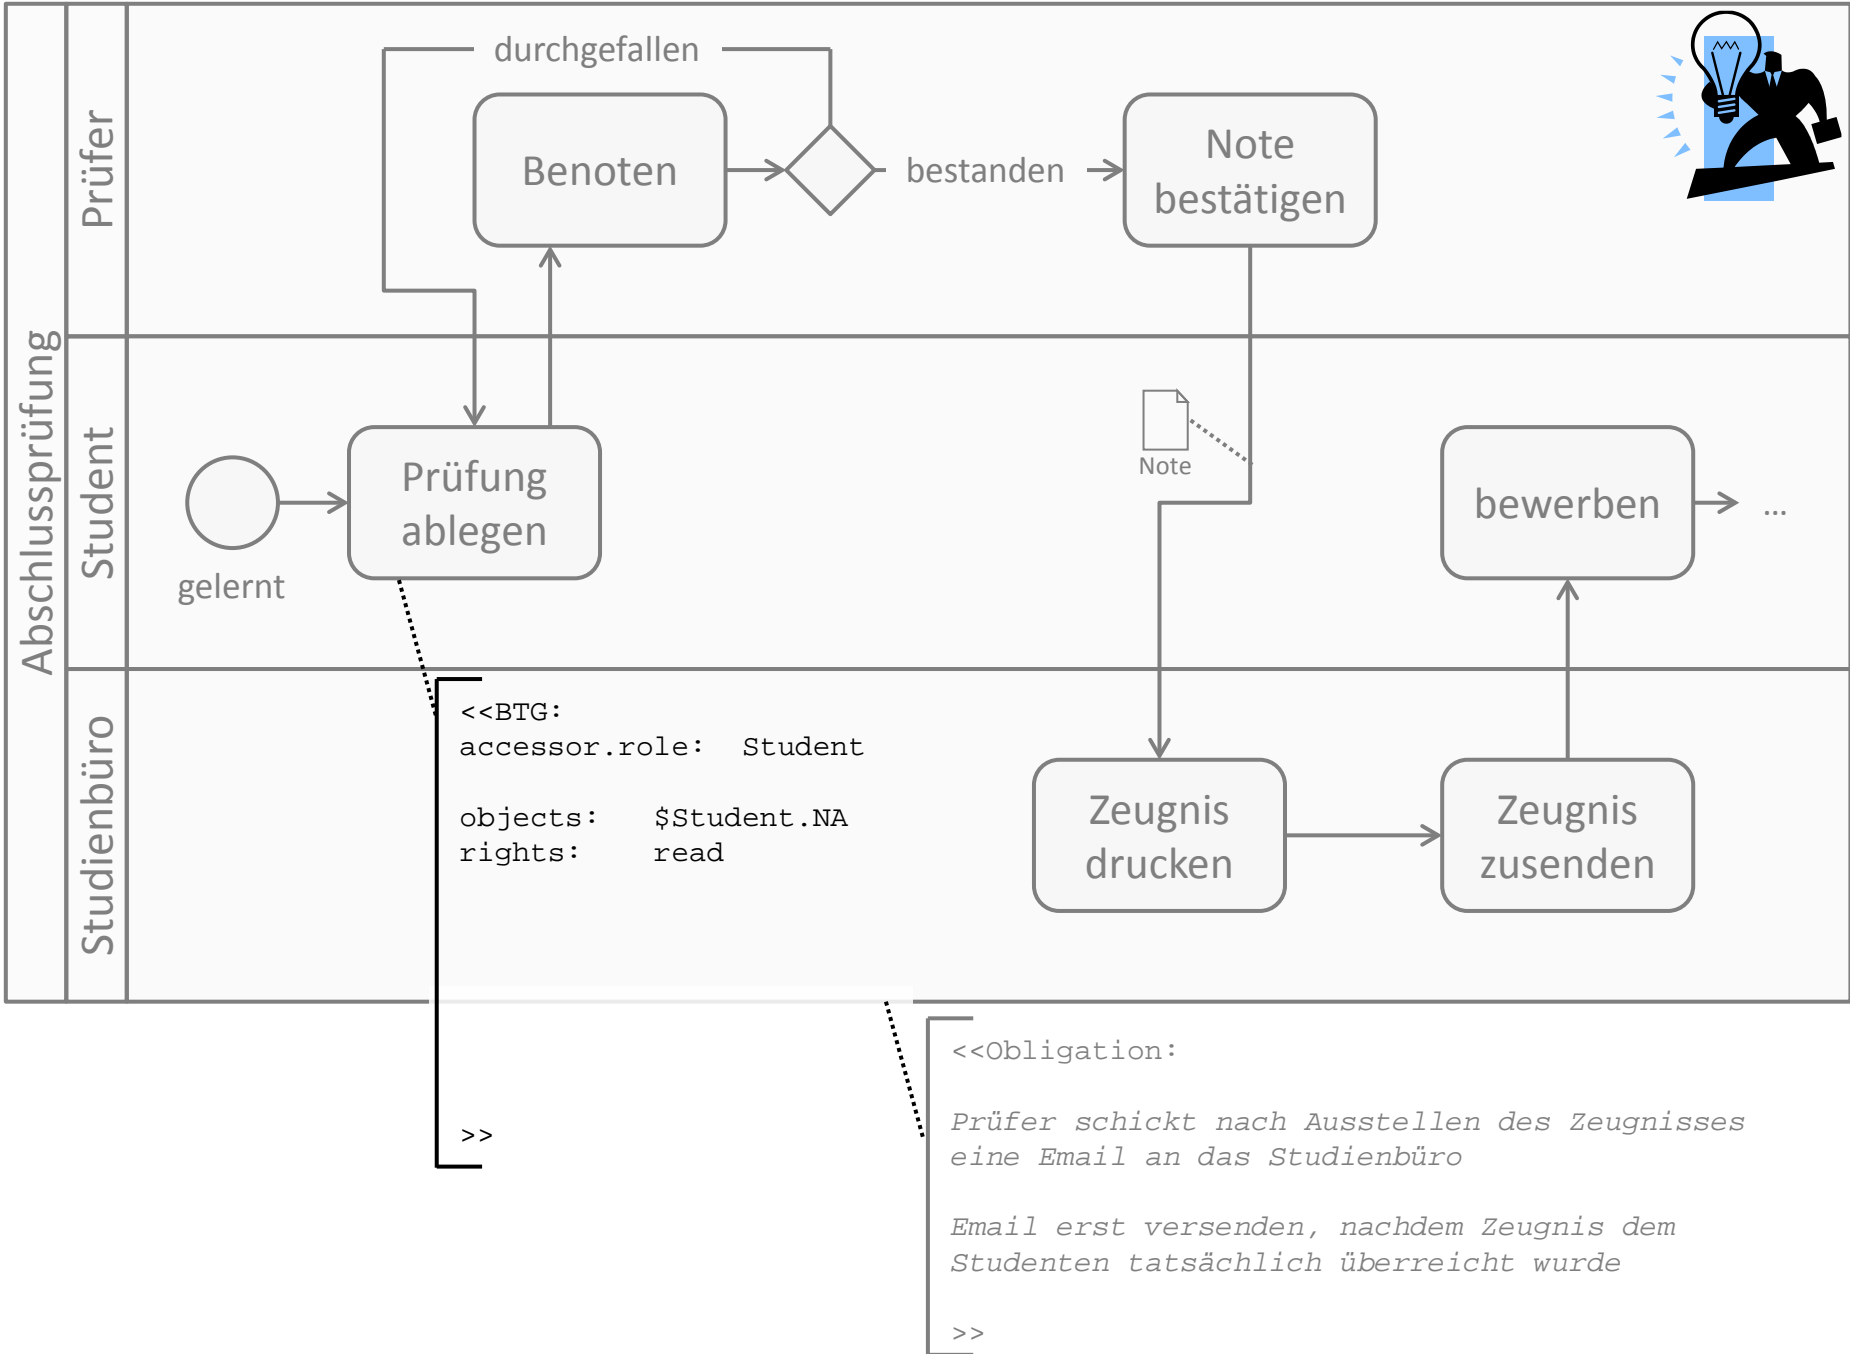 Abschlussprüfung
Prüfer
durchgefallen
Benoten
bestanden
Note
bestätigen
Student
gelernt
Prüfung
ablegen
Note
bewerben
...
Studienbüro
<<BTG:
accessor.role: Student
objects: $Student.NA
rights: read
>>
Zeugnis
drucken
Zeugnis
zusenden
<<Obligation:
Prüfer schickt nach Ausstellen des Zeugnisses
eine Email an das Studienbüro
Email erst versenden, nachdem Zeugnis dem
Studenten tatsächlich überreicht wurde
>>